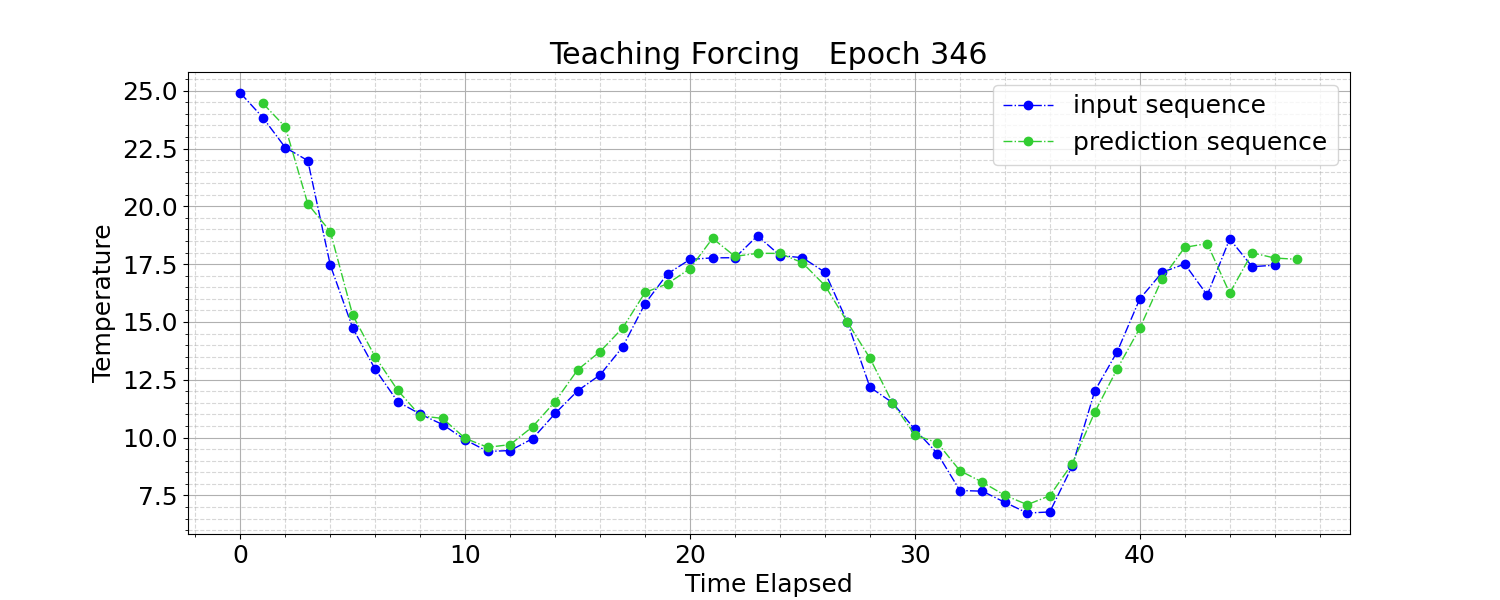 Teaching Forcing   Epoch 346
input sequence
prediction sequence
25.0
22.5
20.0
17.5
15.0
12.5
10.0
7.5
Temperature
0 10 20 30 40
Time Elapsed